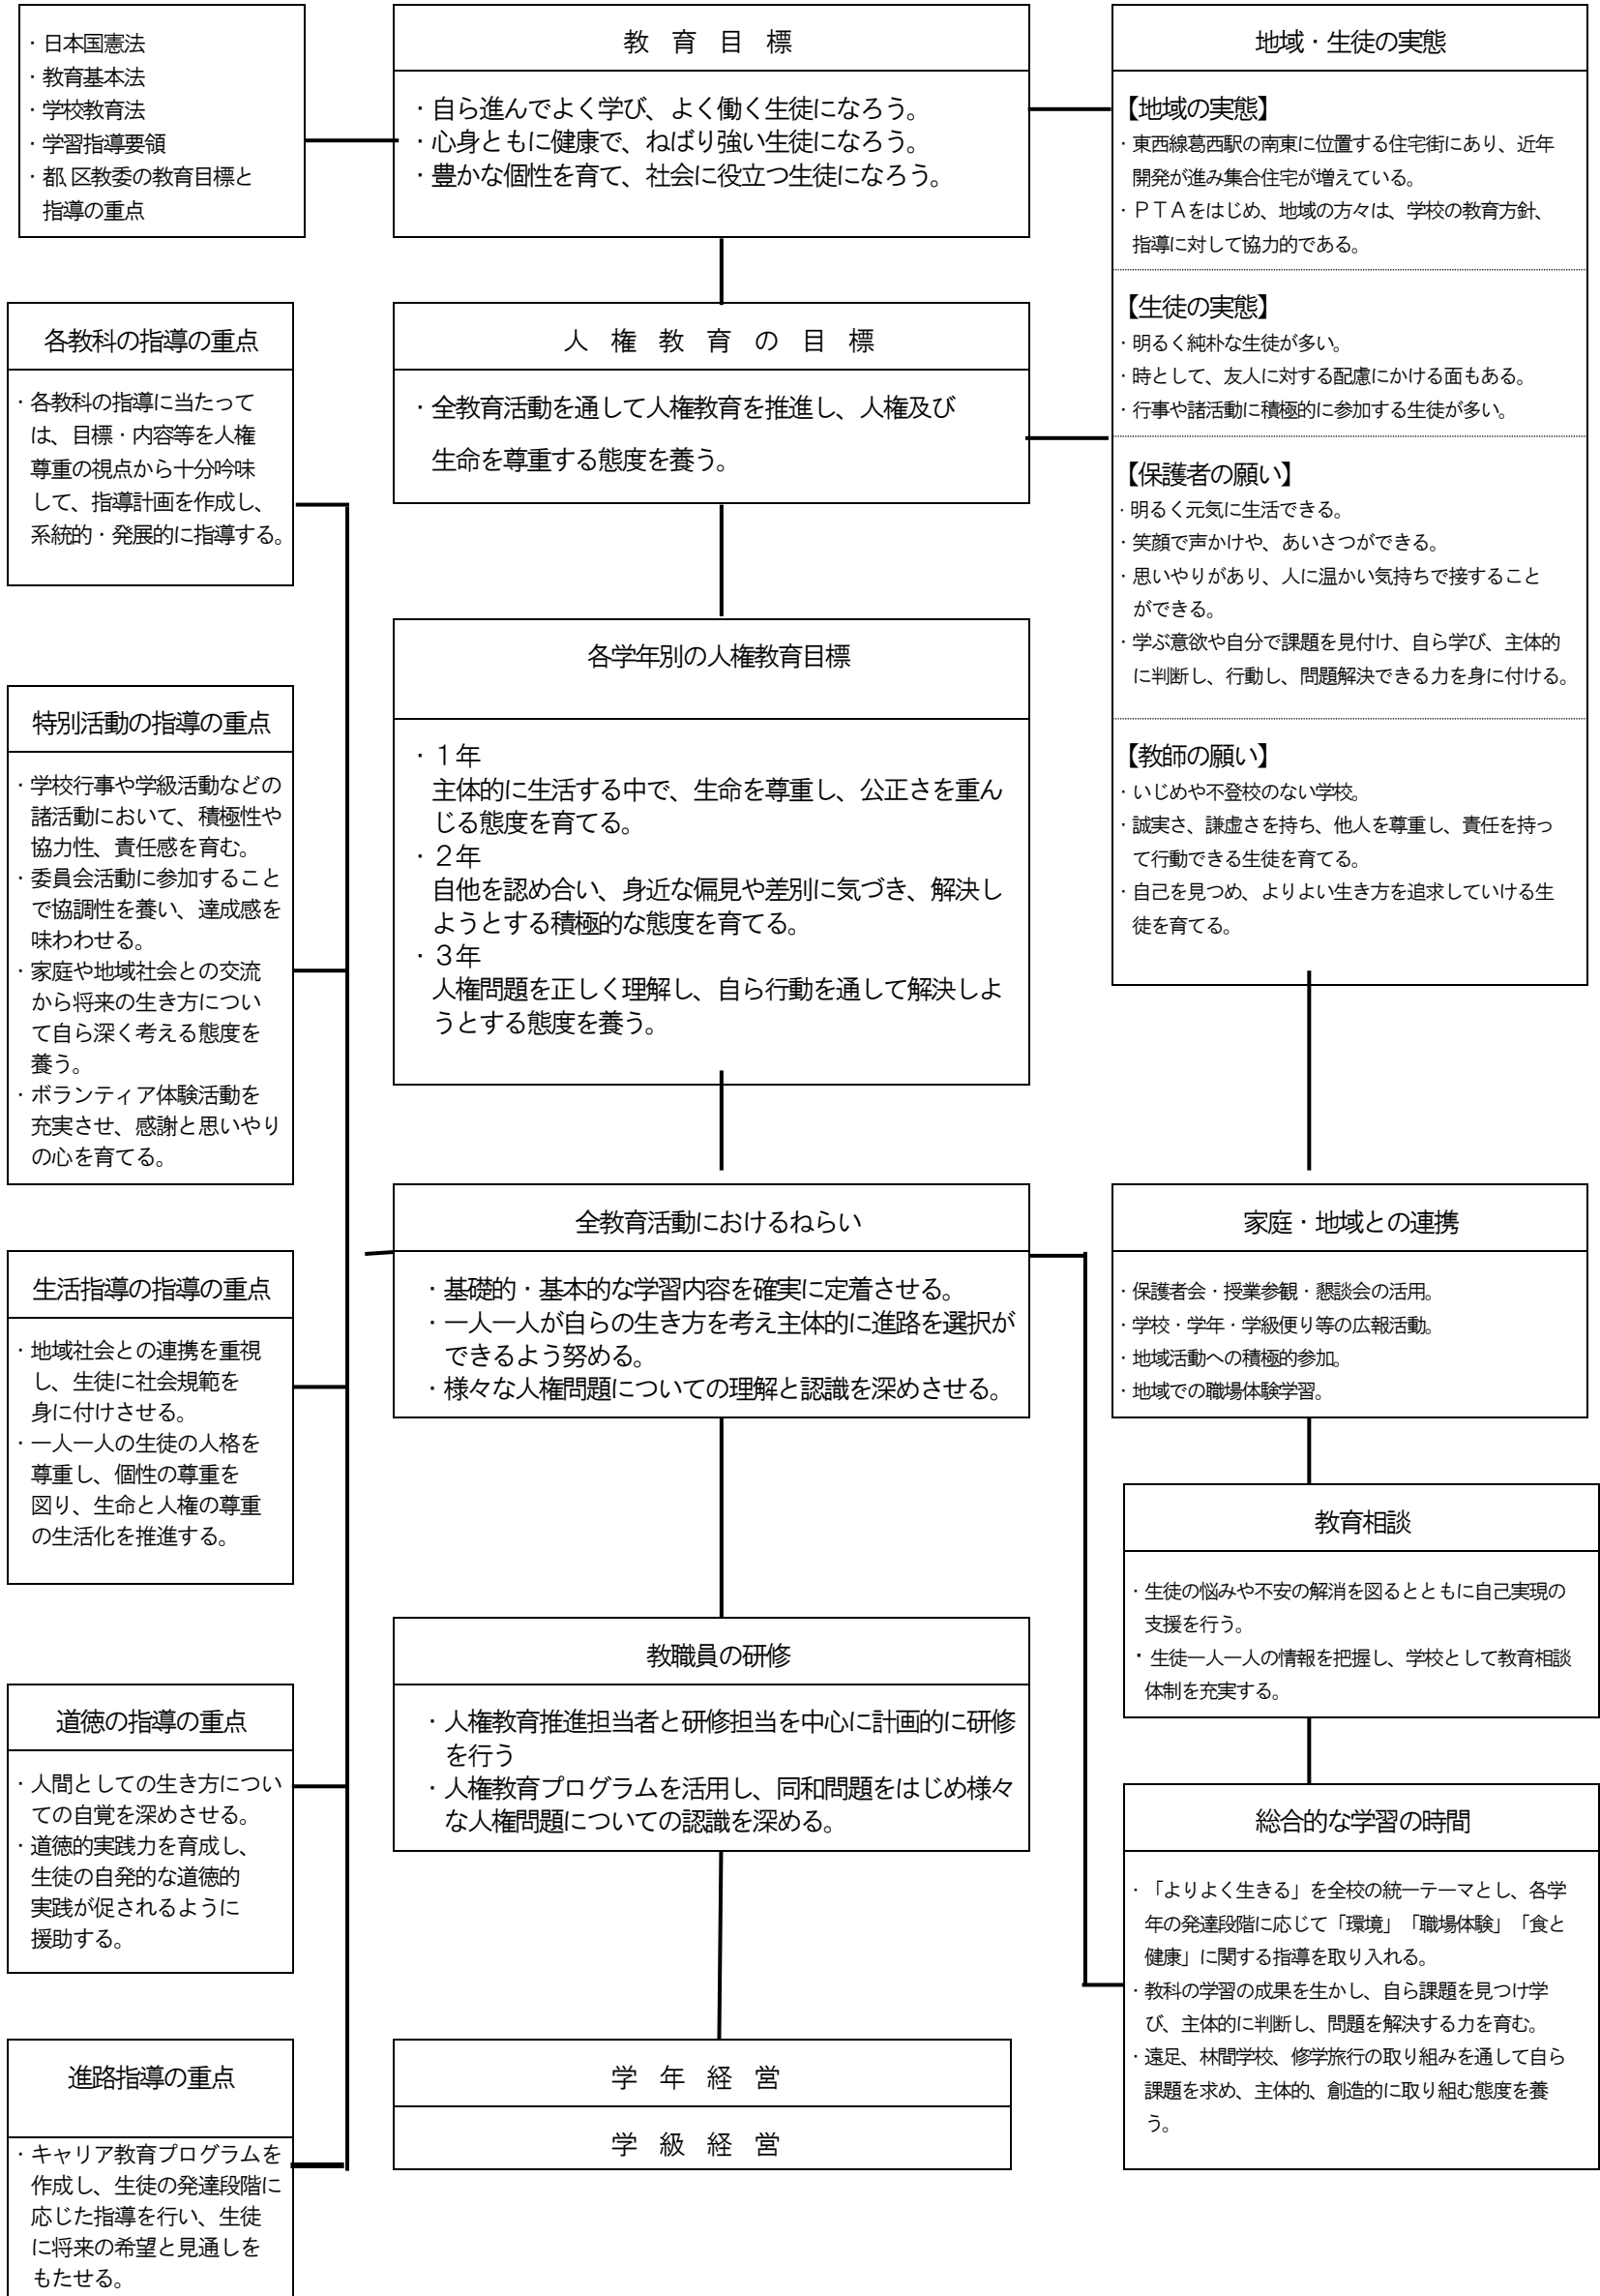 ・日本国憲法
・教育基本法
・学校教育法
・学習指導要領
・都、区教委の教育目標と
指導の重点
教　育　目　標
・自ら進んでよく学び、よく働く生徒になろう。
・心身ともに健康で、ねばり強い生徒になろう。
・豊かな個性を育て、社会に役立つ生徒になろう。
地域・生徒の実態
【地域の実態】
・東西線葛西駅の南東に位置する住宅街にあり、近年
開発が進み集合住宅が増えている。
・ＰＴＡをはじめ、地域の方々は、学校の教育方針、
指導に対して協力的である。
【生徒の実態】
・明るく純朴な生徒が多い。
・時として、友人に対する配慮にかける面もある。
・行事や諸活動に積極的に参加する生徒が多い。
【保護者の願い】
・明るく元気に生活できる。
・笑顔で声かけや、あいさつができる。
・思いやりがあり、人に温かい気持ちで接すること
ができる。
・学ぶ意欲や自分で課題を見付け、自ら学び、主体的
に判断し、行動し、問題解決できる力を身に付ける。
【教師の願い】
・いじめや不登校のない学校。
・誠実さ、謙虚さを持ち、他人を尊重し、責任を持っ
て行動できる生徒を育てる。
・自己を見つめ、よりよい生き方を追求していける生
徒を育てる。
人　権　教　育　の　目　標
・全教育活動を通して人権教育を推進し、人権及び
生命を尊重する態度を養う。
各学年別の人権教育目標
・１年
主体的に生活する中で、生命を尊重し、公正さを重ん
じる態度を育てる。
・２年
自他を認め合い、身近な偏見や差別に気づき、解決し
ようとする積極的な態度を育てる。
・３年
人権問題を正しく理解し、自ら行動を通して解決しよ
うとする態度を養う。
各教科の指導の重点
・各教科の指導に当たって
は、目標・内容等を人権
尊重の視点から十分吟味
して、指導計画を作成し、
系統的・発展的に指導する。
特別活動の指導の重点
・学校行事や学級活動などの
諸活動において、積極性や
協力性、責任感を育む。
・委員会活動に参加すること
で協調性を養い、達成感を
味わわせる。
・家庭や地域社会との交流
から将来の生き方につい
て自ら深く考える態度を
養う。
・ボランティア体験活動を
充実させ、感謝と思いやり
の心を育てる。
生活指導の指導の重点
・地域社会との連携を重視
し、生徒に社会規範を
身に付けさせる。
・一人一人の生徒の人格を
尊重し、個性の尊重を
図り、生命と人権の尊重
の生活化を推進する。
道徳の指導の重点
・人間としての生き方につい
ての自覚を深めさせる。
・道徳的実践力を育成し、
生徒の自発的な道徳的
実践が促されるように
援助する。
進路指導の重点
・キャリア教育プログラムを
作成し、生徒の発達段階に
応じた指導を行い、生徒
に将来の希望と見通しを
もたせる。
全教育活動におけるねらい
・基礎的・基本的な学習内容を確実に定着させる。
・一人一人が自らの生き方を考え主体的に進路を選択が
できるよう努める。
・様々な人権問題についての理解と認識を深めさせる。
教職員の研修
・人権教育推進担当者と研修担当を中心に計画的に研修
を行う
・人権教育プログラムを活用し、同和問題をはじめ様々
な人権問題についての認識を深める。
学　年　経　営
学　級　経　営
家庭・地域との連携
・保護者会・授業参観・懇談会の活用。
・学校・学年・学級便り等の広報活動。
・地域活動への積極的参加。
・地域での職場体験学習。
教育相談
・生徒の悩みや不安の解消を図るとともに自己実現の
支援を行う。
・生徒一人一人の情報を把握し、学校として教育相談
体制を充実する。
総合的な学習の時間
・「よりよく生きる」を全校の統一テーマとし、各学
年の発達段階に応じて「環境」「職場体験」「食と
健康」に関する指導を取り入れる。
・教科の学習の成果を生かし、自ら課題を見つけ学
び、主体的に判断し、問題を解決する力を育む。
・遠足、林間学校、修学旅行の取り組みを通して自ら
課題を求め、主体的、創造的に取り組む態度を養
う。